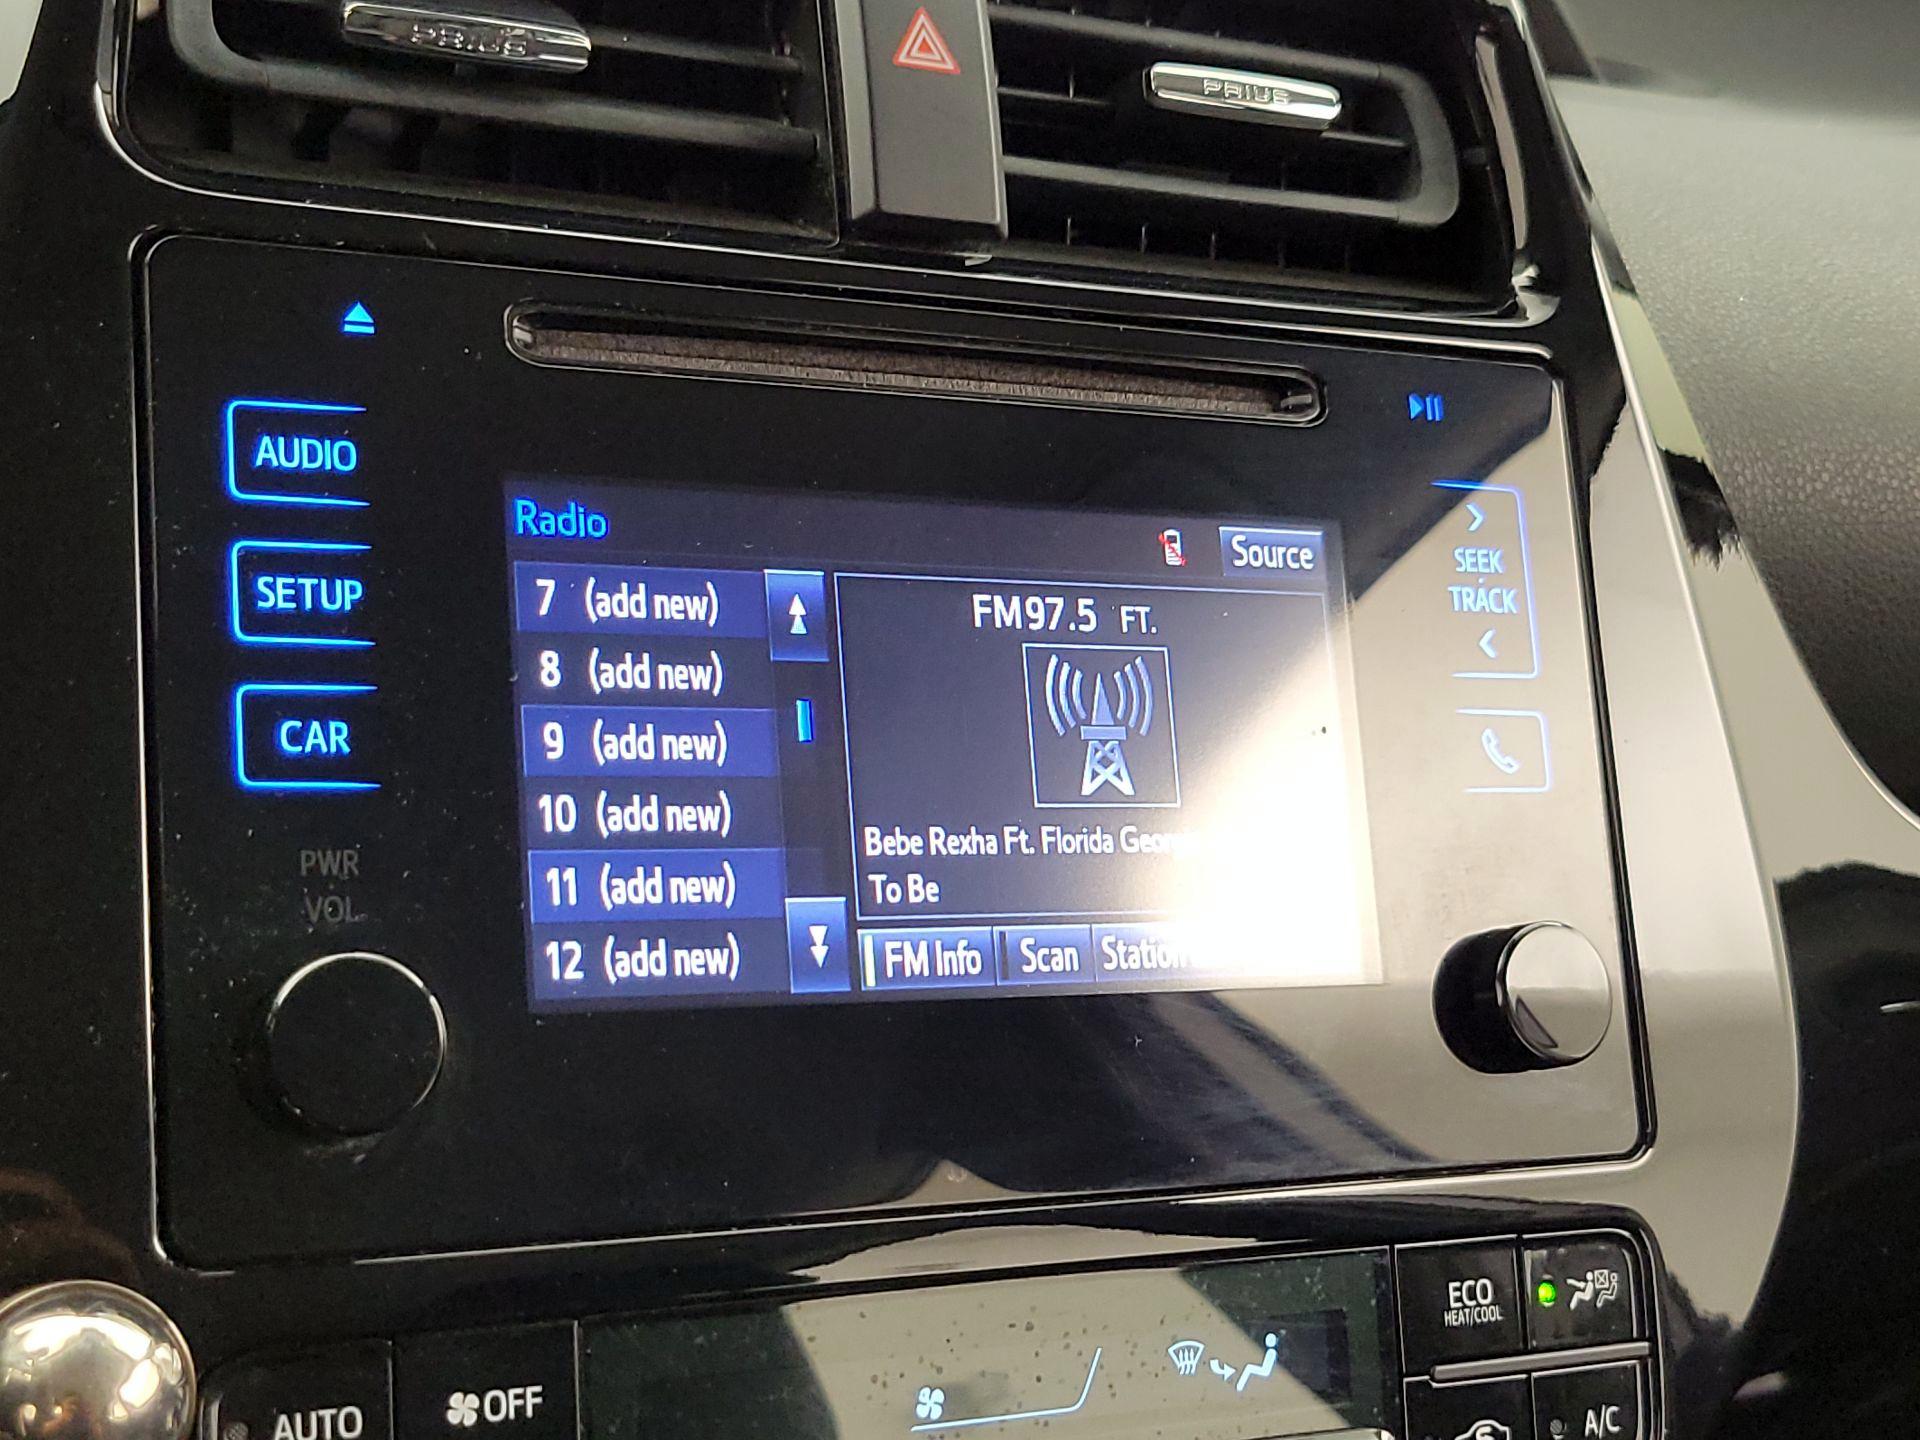 PRIUS
PRIUS
AUDIO
SETUP
CAR
PWR
VOL
Radio
Source
7 (add new)
8 (add new)
9 (add new)
10 (add new)
11 (add new)
12 (add new)
FM97.5 FT.
Bebe Rexha Ft. Florida
To Be
FM Info
Scan
SEEK
TRACK
ECO
HEAT/COOL
AUTO
OFF
A/C